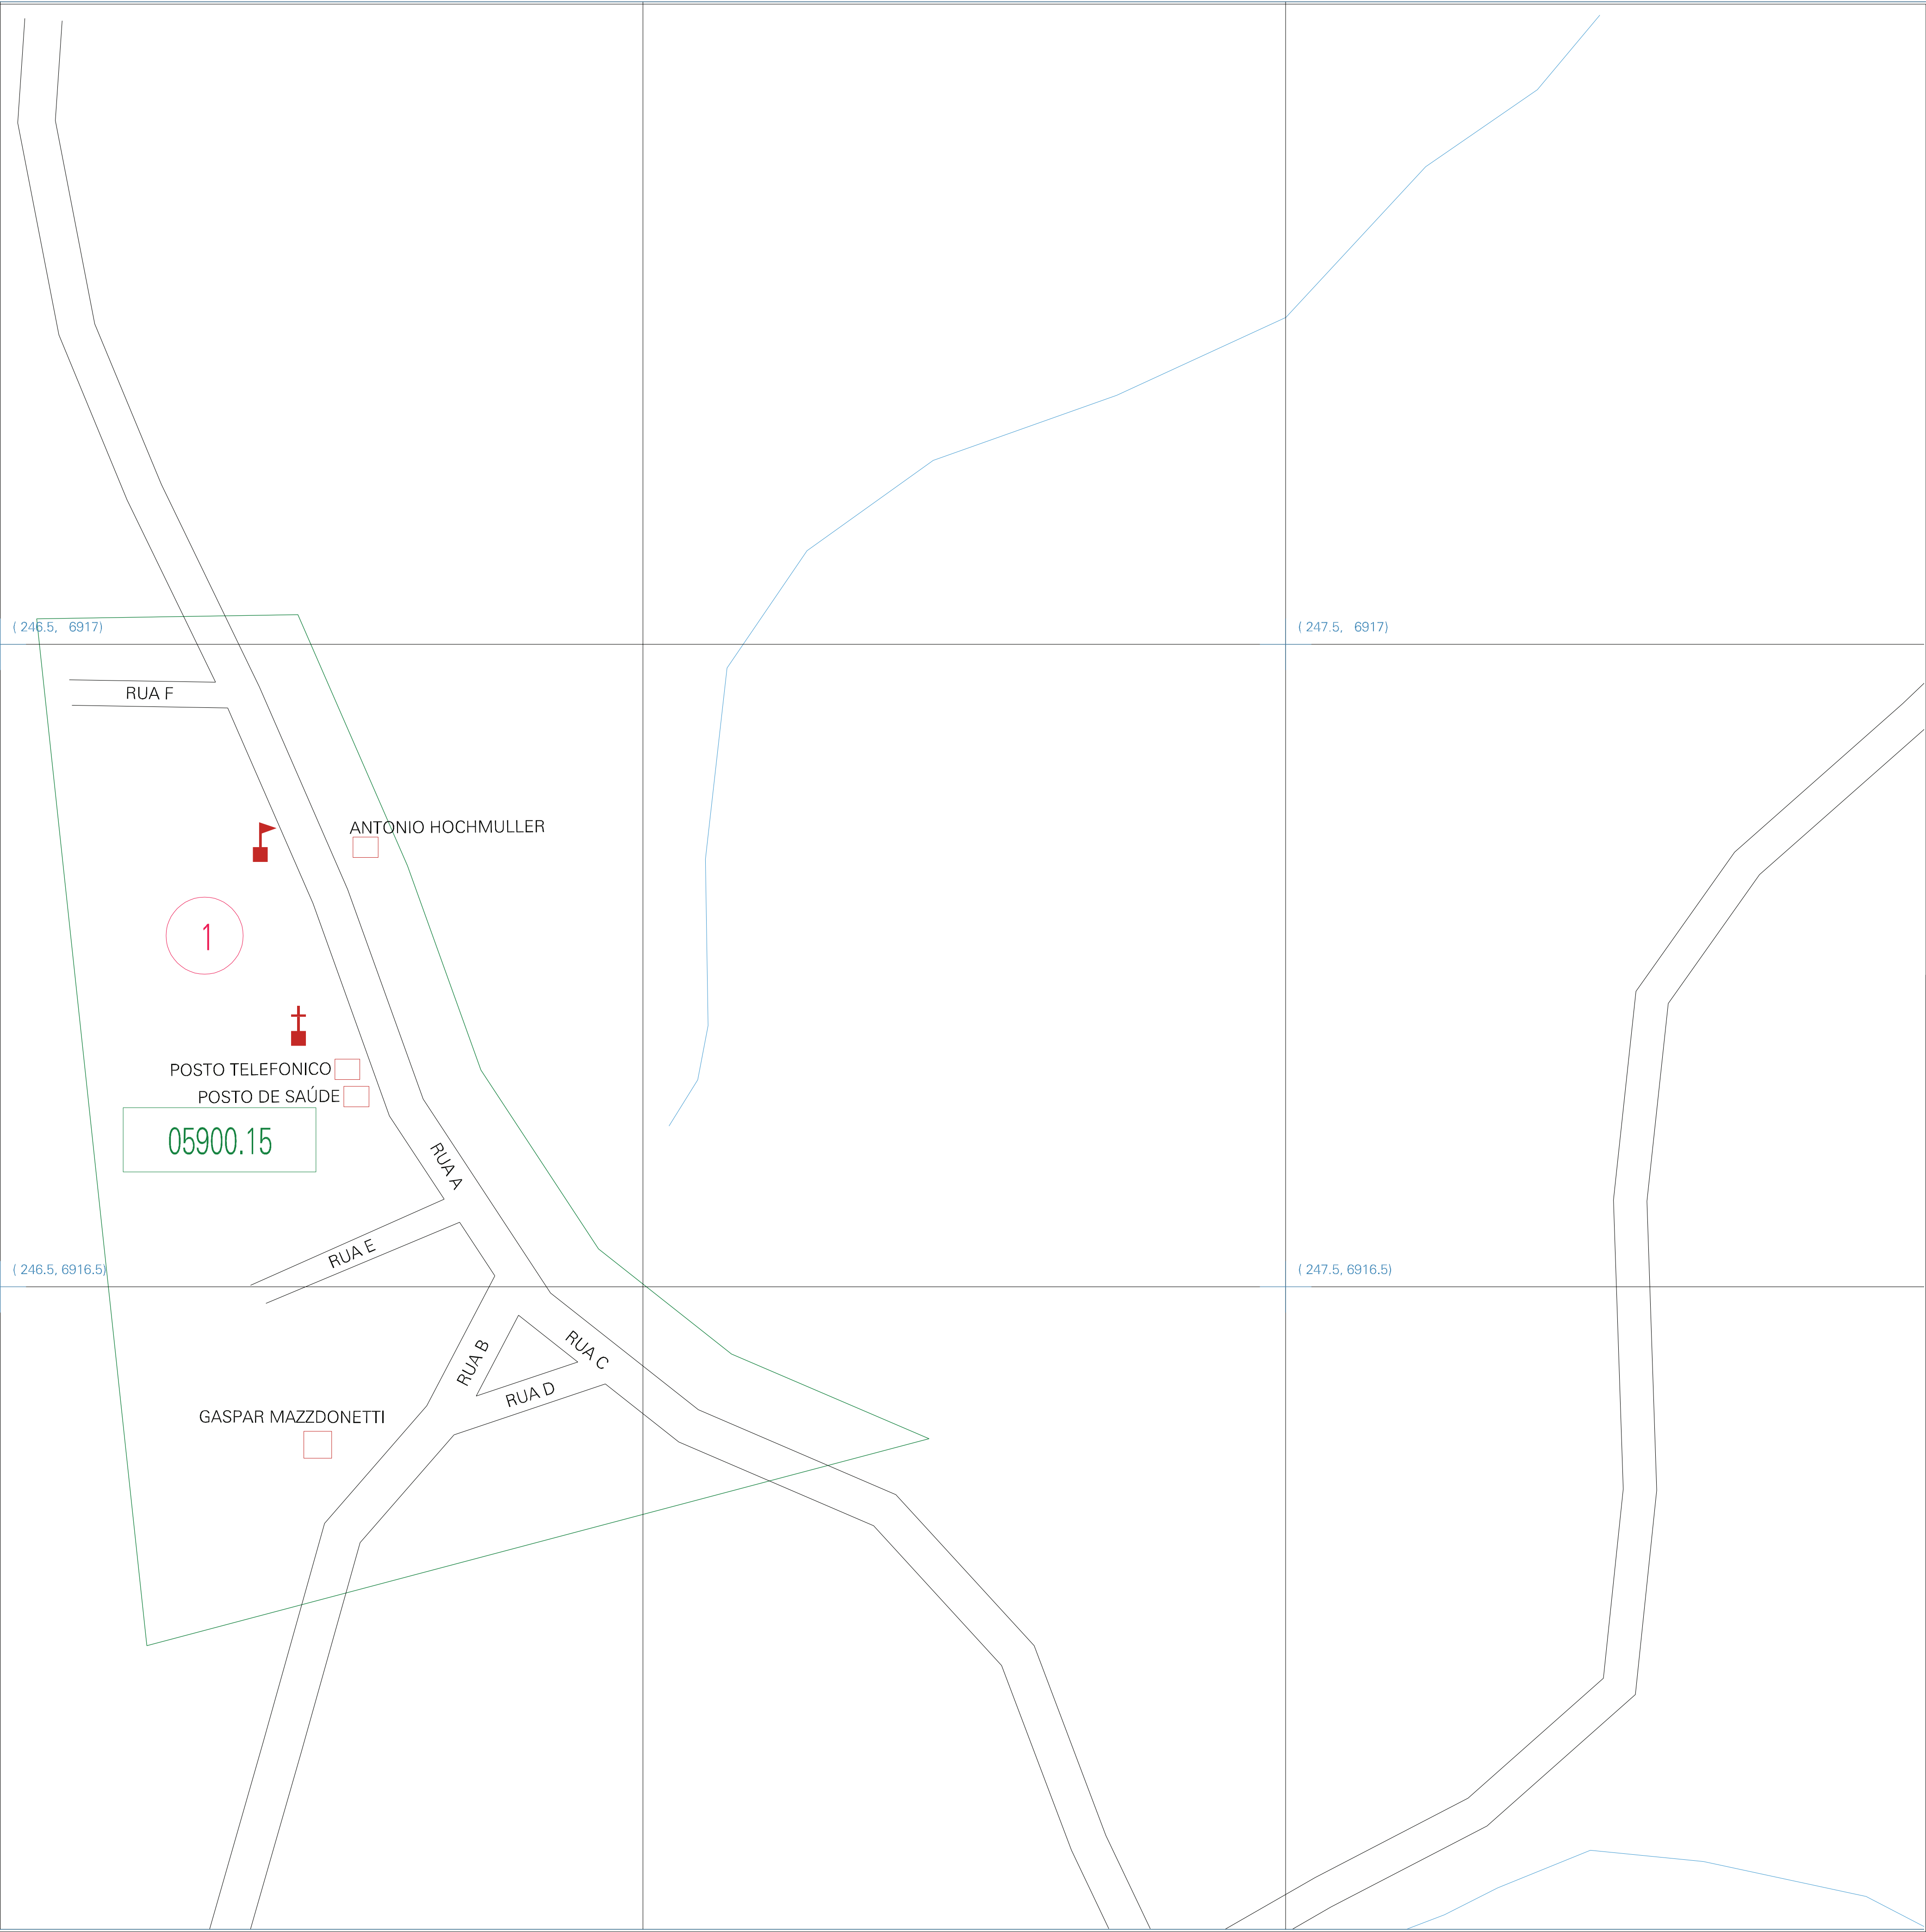 ( 246.5, 6917)
( 247.5, 6917)
RUA F
ANTONIO HOCHMULLER
1
POSTO TELEFONICO
POSTO DE SAÚDE
05900.15
RUA A
RUA E
( 246.5, 6916.5)
( 247.5, 6916.5)
RUA B
RUA C
RUA D
GASPAR MAZZDONETTI